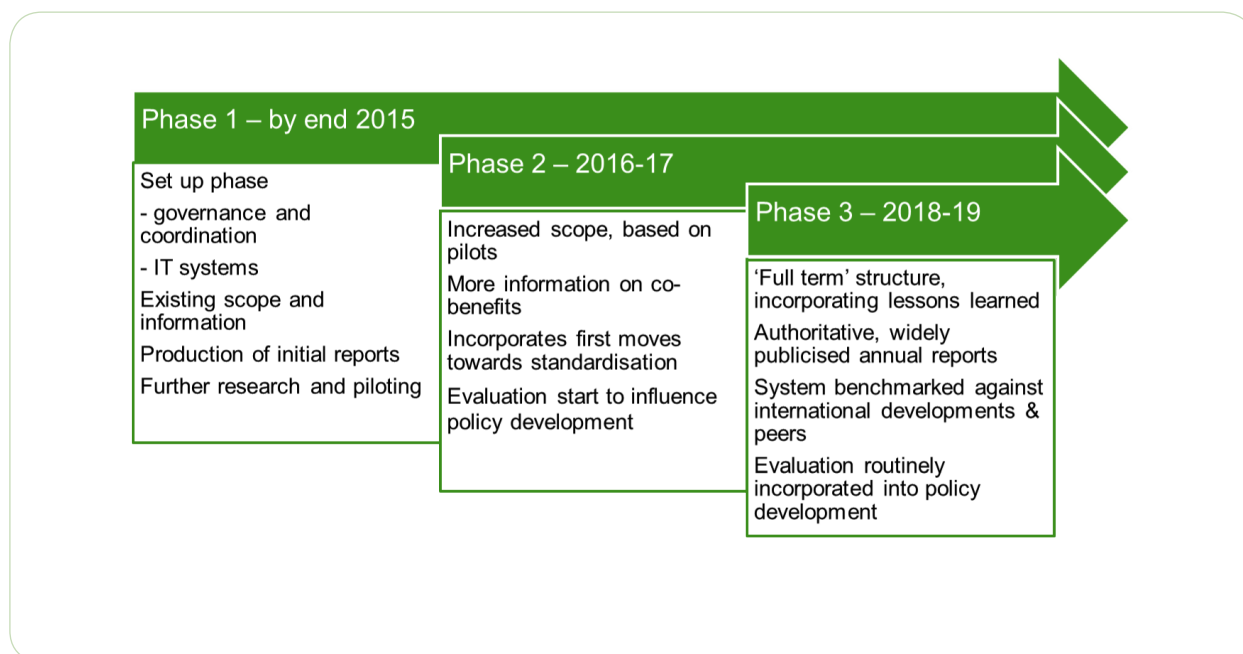 Phase 1 – by end 2015
Set up phase
- governance and
coordination
- IT systems
Existing scope and
information
Production of initial reports
Further research and piloting
Phase 2 – 2016-17
Increased scope, based on
pilots
More information on co-
benefits
Incorporates first moves
towards standardisation
Evaluation start to influence
policy development
Phase 3 – 2018-19
‘Full term’ structure,
incorporating lessons learned
Authoritative, widely
publicised annual reports
System benchmarked against
international developments &
peers
Evaluation routinely
incorporated into policy
development